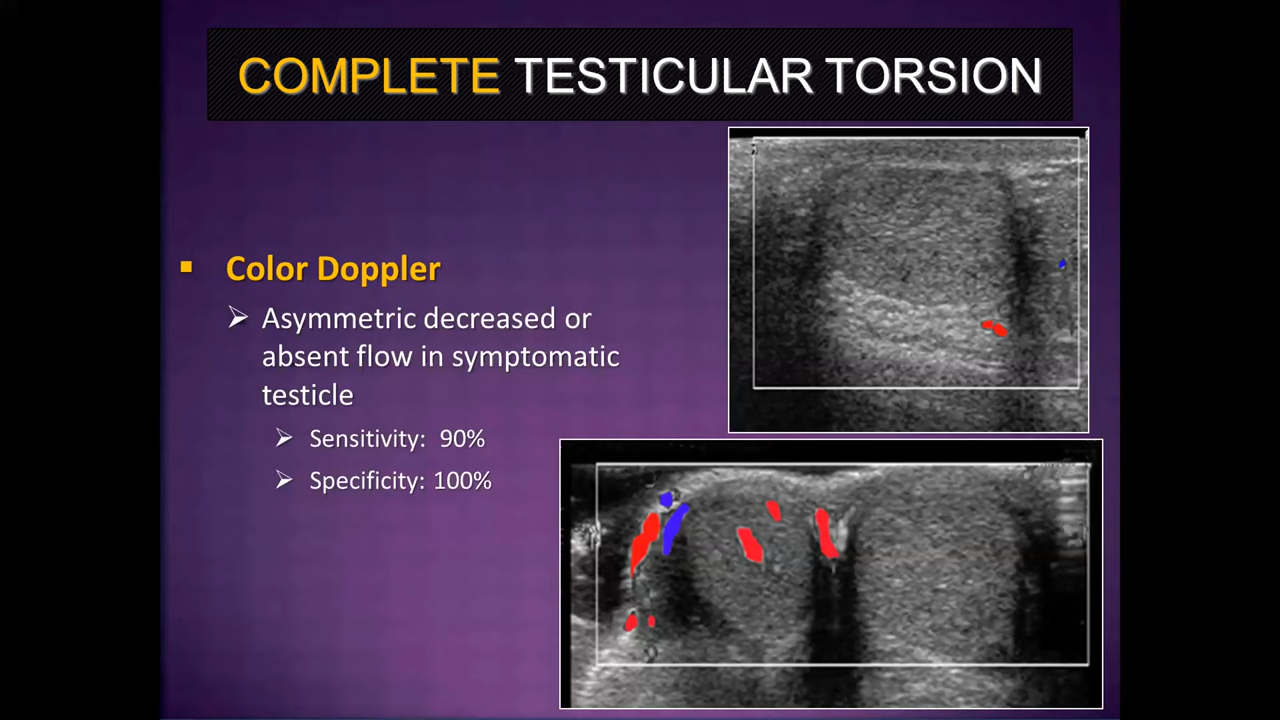 COMPLETE TESTICULAR TORSION
Color Doppler
Asymmetric decreased or
absent flow in symptomatic
testicle
Sensitivity: 90%
Specificity: 100%